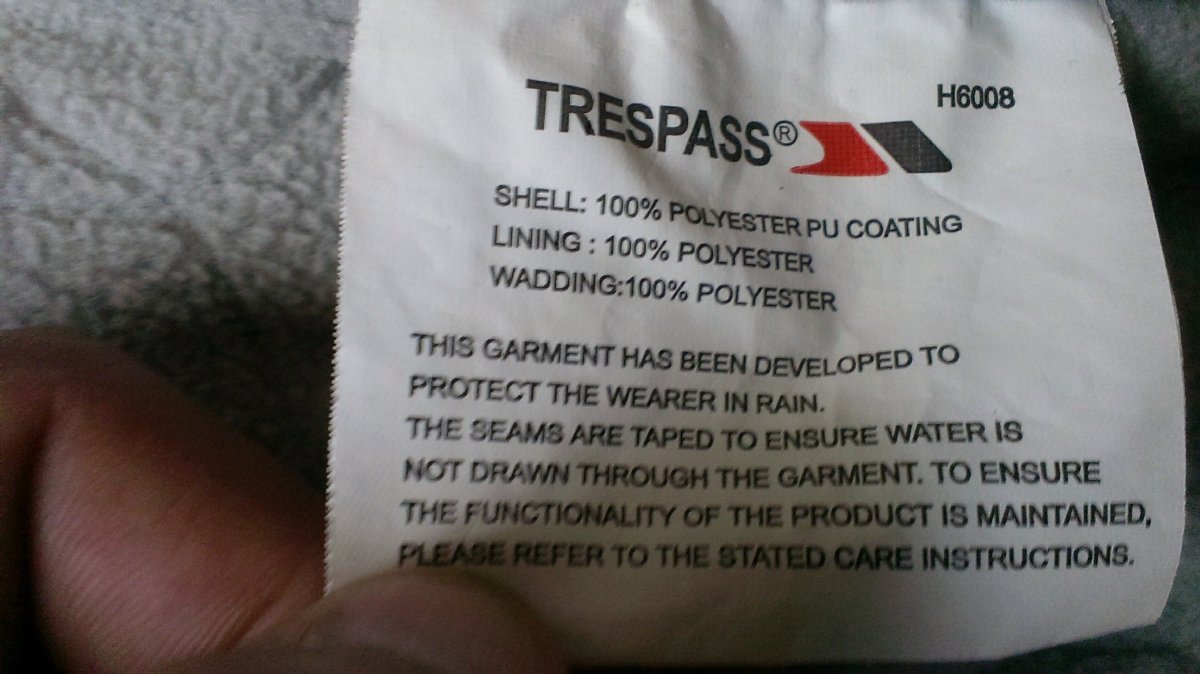 H6008
TRESPASS®
SHELL: 100% POLYESTER PU COATING
LINING : 100% POLYESTER
WADDING:100% POLYESTER
THIS GARMENT HAS BEEN DEVELOPED TO
PROTECT THE WEARER IN RAIN.
THE SEAMS ARE TAPED TO ENSURE WATER IS
NOT DRAWN THROUGH THE GARMENT. TO ENSURE
THE FUNCTIONALITY OF THE PRODUCT IS MAINTAINED,
PLEASE REFER TO THE STATED CARE INSTRUCTIONS.